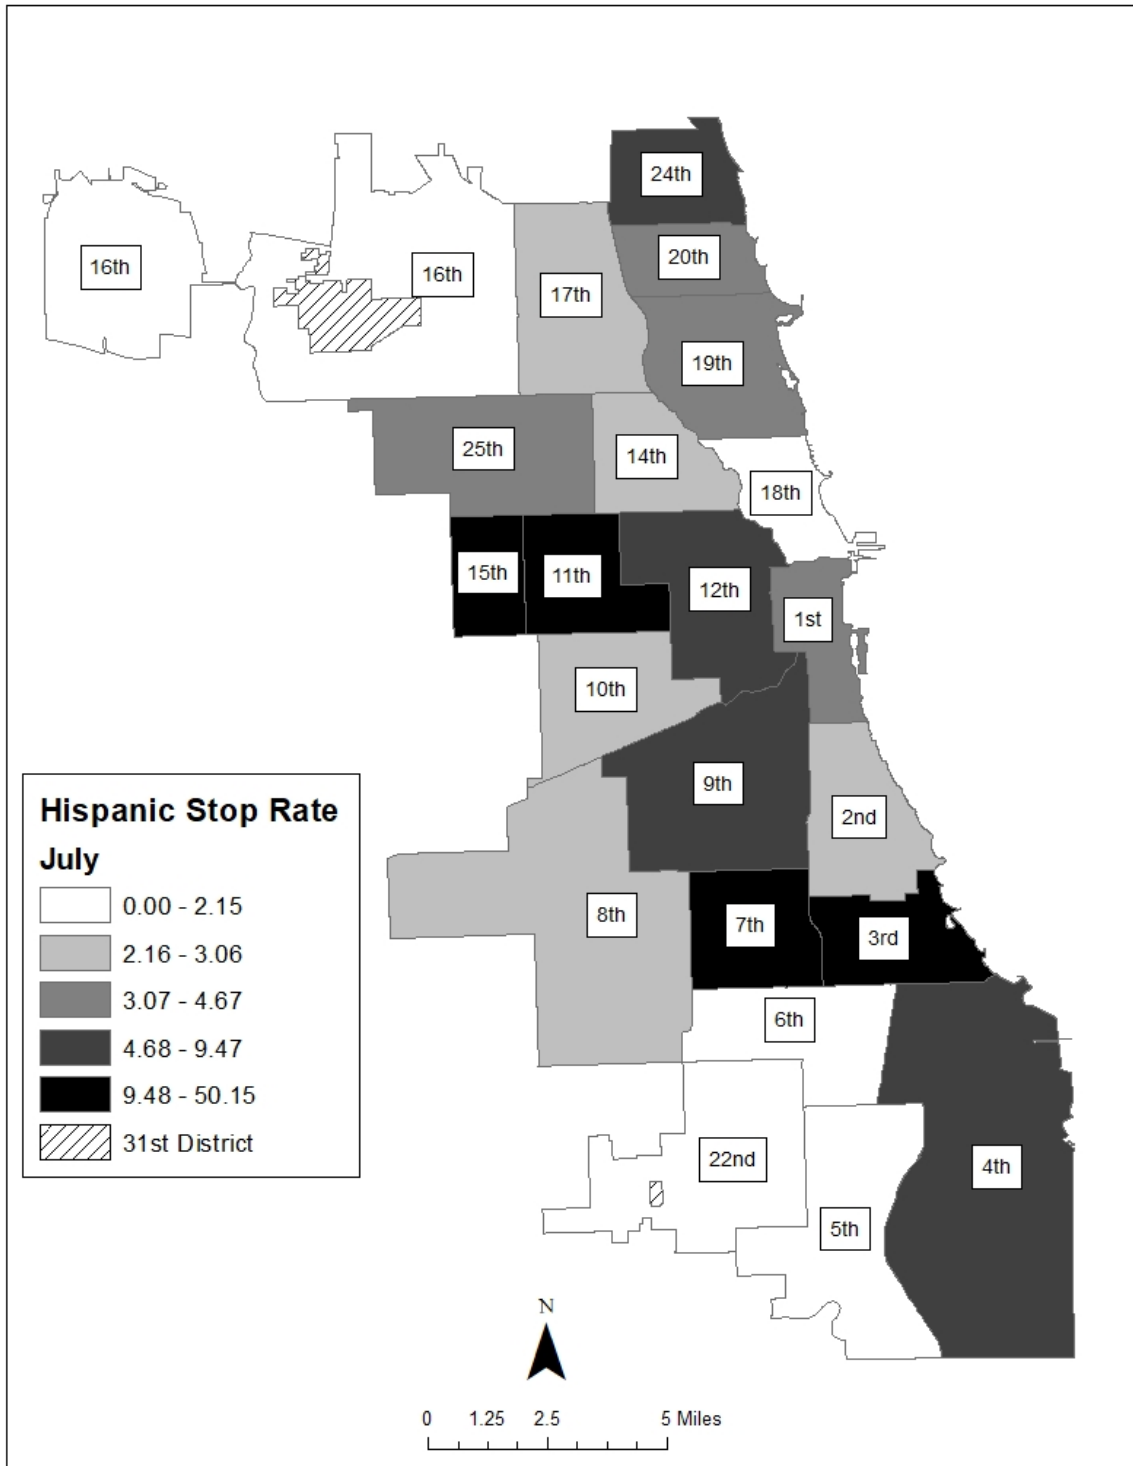 24th
20th
16th
16th
17th
19th
25th
14th
18th
15th
11th
12th
1st
10th
9th
2nd
8th
7th
3rd
6th
22nd
4th
5th
Hispanic Stop Rate
July
0.00 - 2.15
2.16 - 3.06
3.07 - 4.67
4.68 - 9.47
9.48 - 50.15
31st District
N
0 1.25 2.5 5 Miles